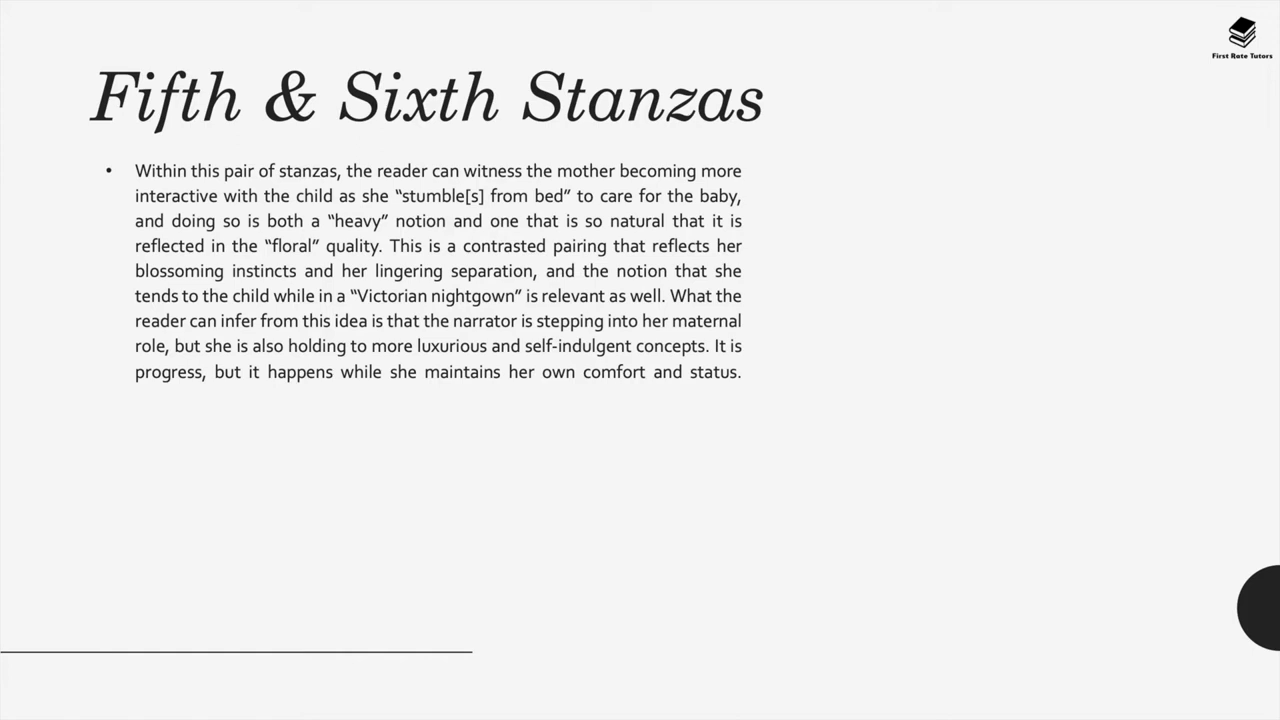 First Rate Tutors
Fifth & Sixth Stanzas
• Within this pair of stanzas, the reader can witness the mother becoming more
interactive with the child as she “stumble[s] from bed” to care for the baby,
and doing so is both a “heavy” notion and one that is so natural that it is
reflected in the “floral” quality. This is a contrasted pairing that reflects her
blossoming instincts and her lingering separation, and the notion that she
tends to the child while in a “Victorian nightgown” is relevant as well. What the
reader can infer from this idea is that the narrator is stepping into her maternal
role, but she is also holding to more luxurious and self-indulgent concepts. It is
progress, but it happens while she maintains her own comfort and status.